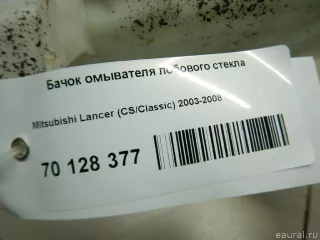 Бачок омывателя лобового стекла
Mitsubishi Lancer (CS/Classic) 2003-2008
70 128 377
eaural.ru